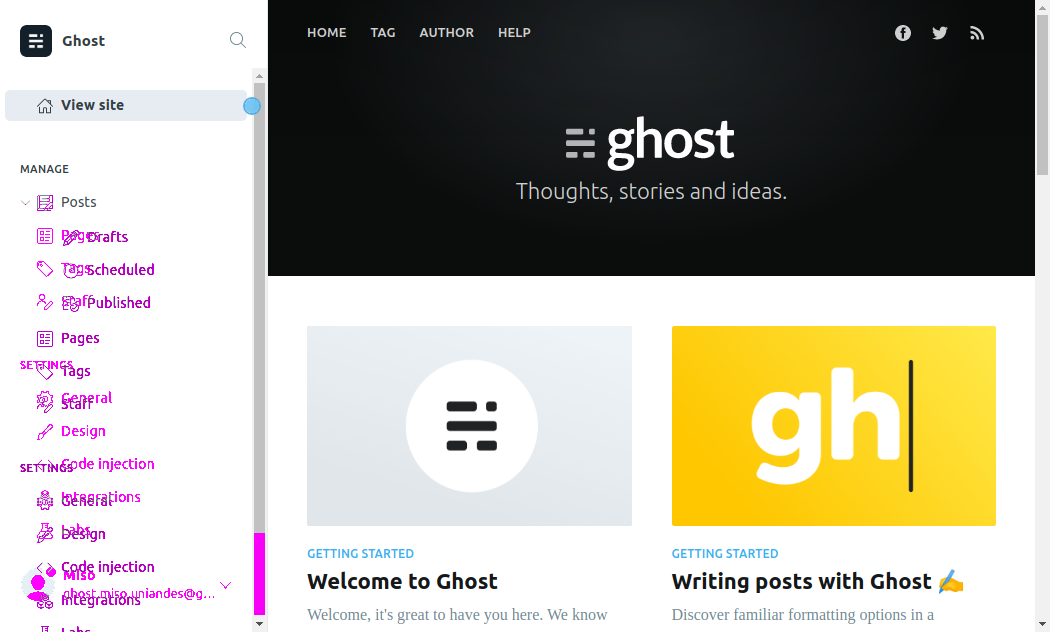 Ghost
View site
MANAGE
Posts
Pages
Drafts
Tags
Scheduled
Staff
Published
Pages
SETTINGS
Tags
General
Staff
Design
Code injection
SETTINGS
Integrations
General
Labs
Design
Code injection
Miso
ghost.miso.uniandes@g...
Integrations
Labs
HOME TAG AUTHOR HELP
ghost
Thoughts, stories and ideas.
gh
GETTING STARTED
Welcome to Ghost
Welcome, it's great to have you here. We know
GETTING STARTED
Writing posts with Ghost ✍️
Discover familiar formatting options in a